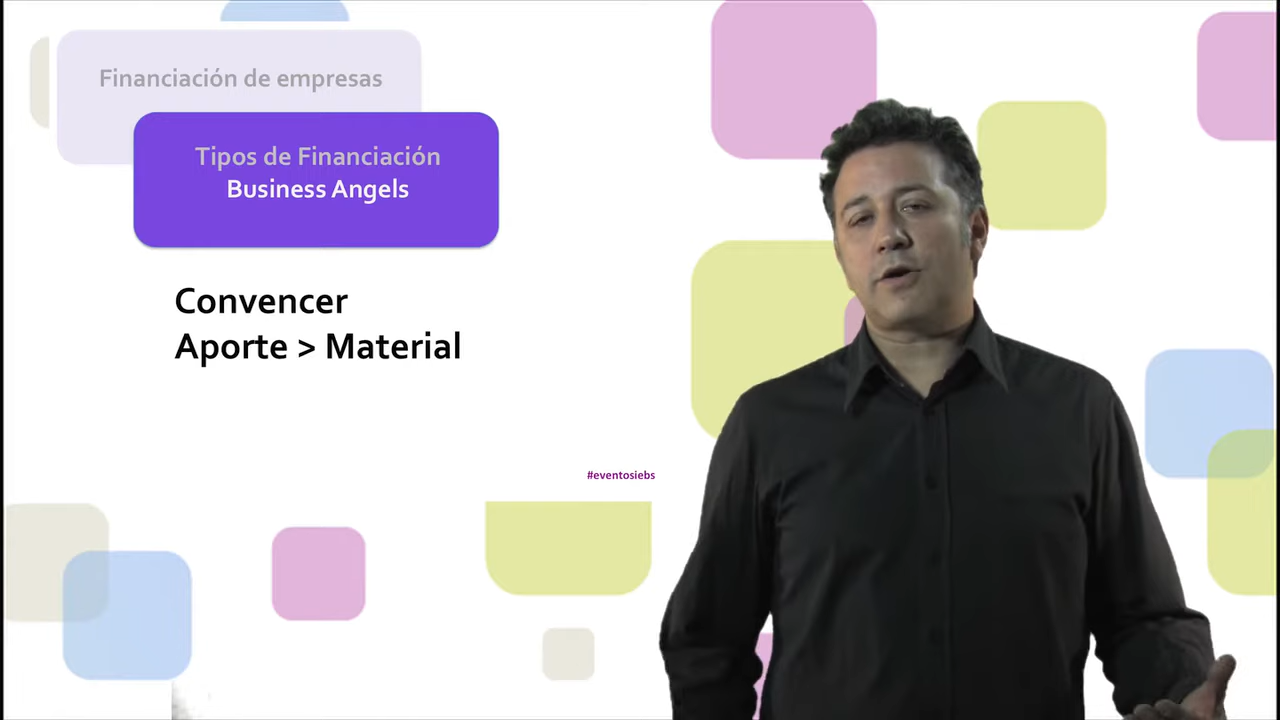 Financiación de empresas
Tipos de Financiación
Business Angels
Convencer
Aporte > Material
#eventosiebs